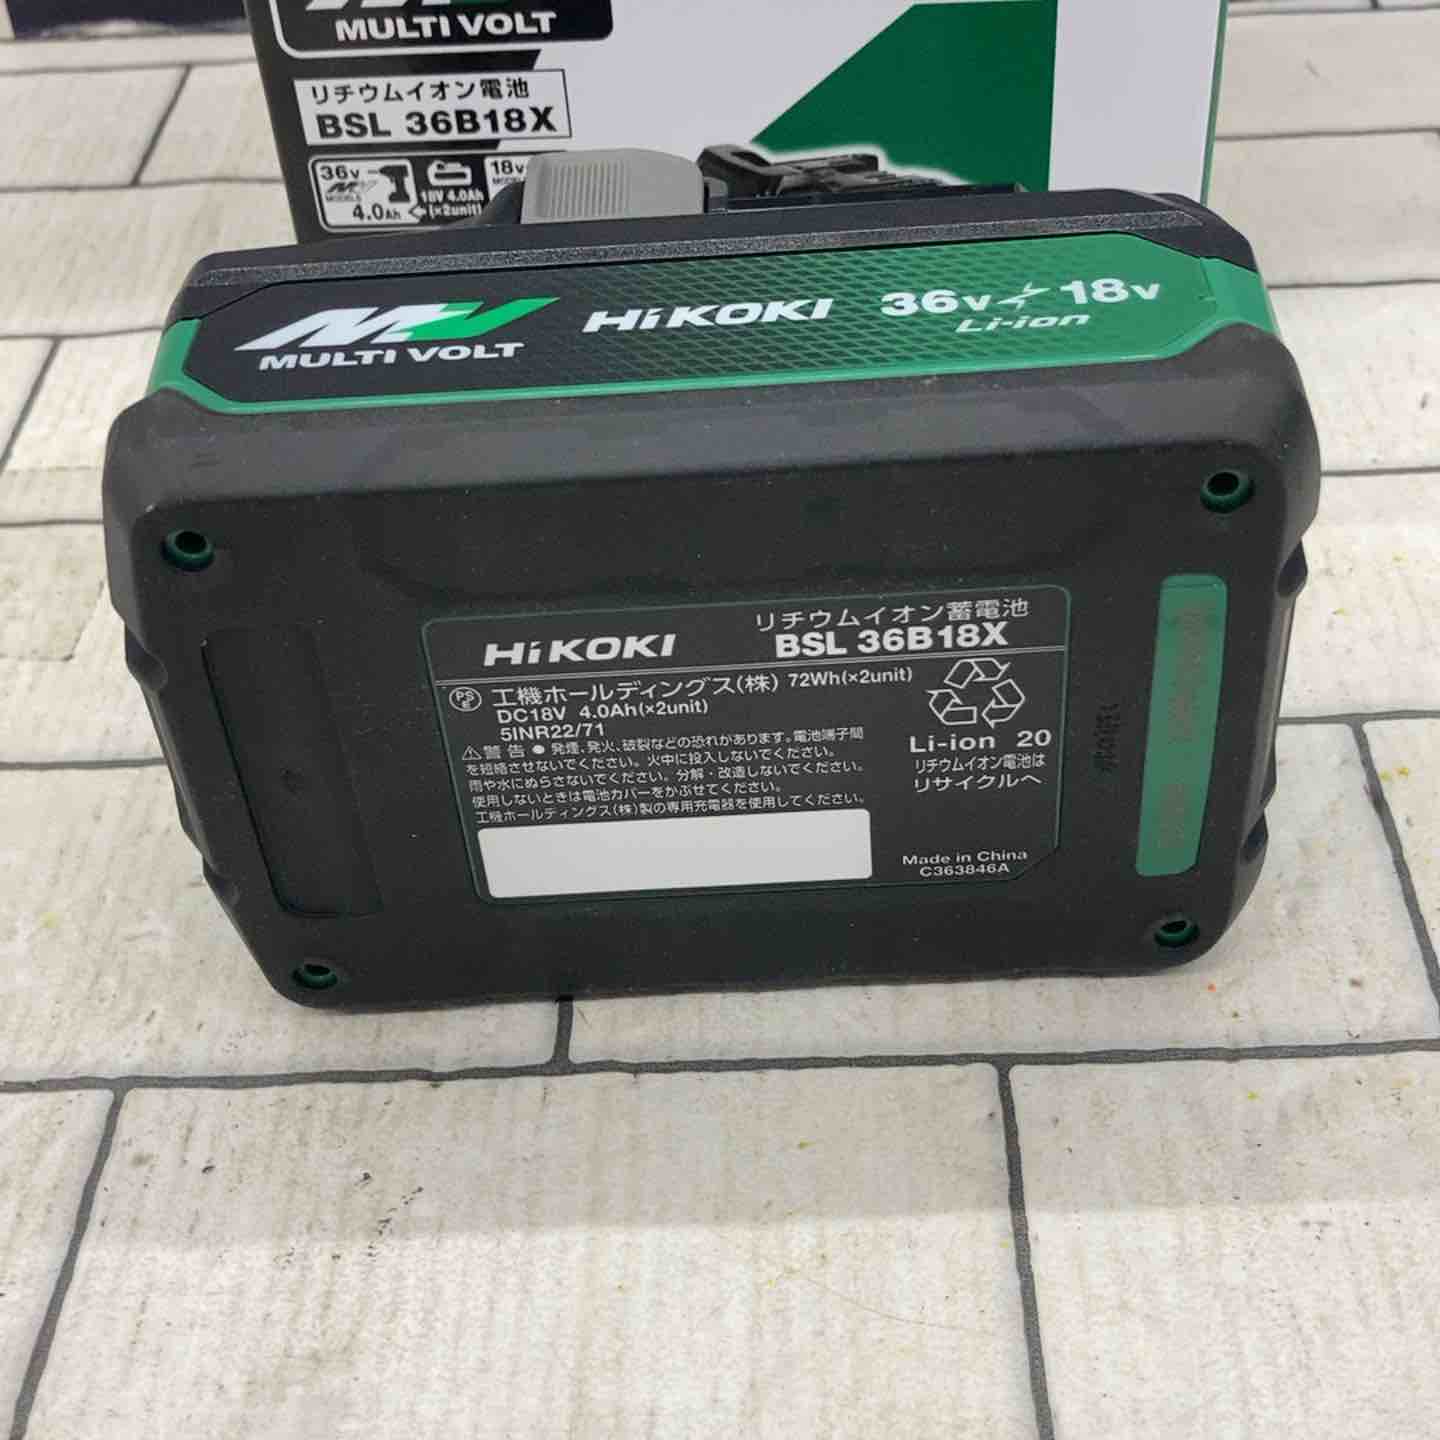 MULTI VOLT
リチウムイオン電池
BSL 36B18X
36v 18v
18V 4.0Ah
4.0Ah (×2unit)
MULTI VOLT HiKOKI 36v 18v
Li-ion
HiKOKI リチウムイオン蓄電池
BSL 36B18X
PS E 工機ホールディングス(株) 72Wh(×2unit)
DC18V 4.0Ah(×2unit)
5INR22/71
警告 ● 発煙、発火、破裂などの恐れがあります。電池端子間
を短絡させないでください。火中に投入しないでください。
雨や水にぬらさないでください。分解・改造しないでください。
使用しないときは電池カバーをかぶせてください。
工機ホールディングス(株)製の専用充電器を使用してください。
Li-ion 20
リチウムイオン電池は
リサイクルへ
Made in China
C363846A